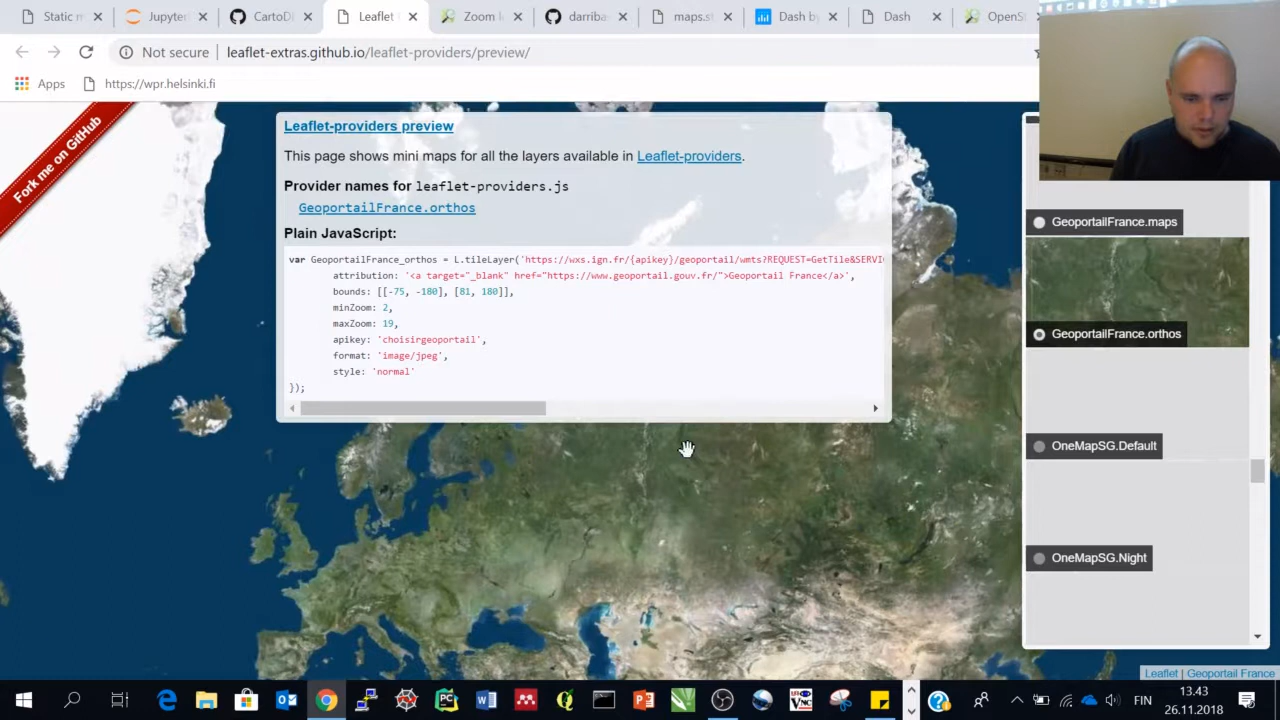 Static m
Jupyter
CartoDB
Leaflet
Zoom l
darriba
maps.st
Dash by
Dash
OpenSt
Not secure
leaflet-extras.github.io/leaflet-providers/preview/
Apps
https://wpr.helsinki.fi
Fork me on GitHub
Leaflet-providers preview
This page shows mini maps for all the layers available in Leaflet-providers.
Provider names for leaflet-providers.js
GeoportailFrance.orthos
Plain JavaScript:
var GeoportailFrance_orthos = L.tileLayer('https://wxs.ign.fr/{apikey}/geoportail/wmts?REQUEST=GetTile&SERVIC
attribution: '<a target="_blank" href="https://www.geoportail.gouv.fr/">Geoportail France</a>',
bounds: [[-75, -180], [81, 180]],
minZoom: 2,
maxZoom: 19,
apikey: 'choisirgeoportail',
format: 'image/jpeg',
style: 'normal'
});
GeoportailFrance.maps
GeoportailFrance.orthos
OneMapSG.Default
OneMapSG.Night
Leaflet | Geoportail France
FIN
13.43
26.11.2018